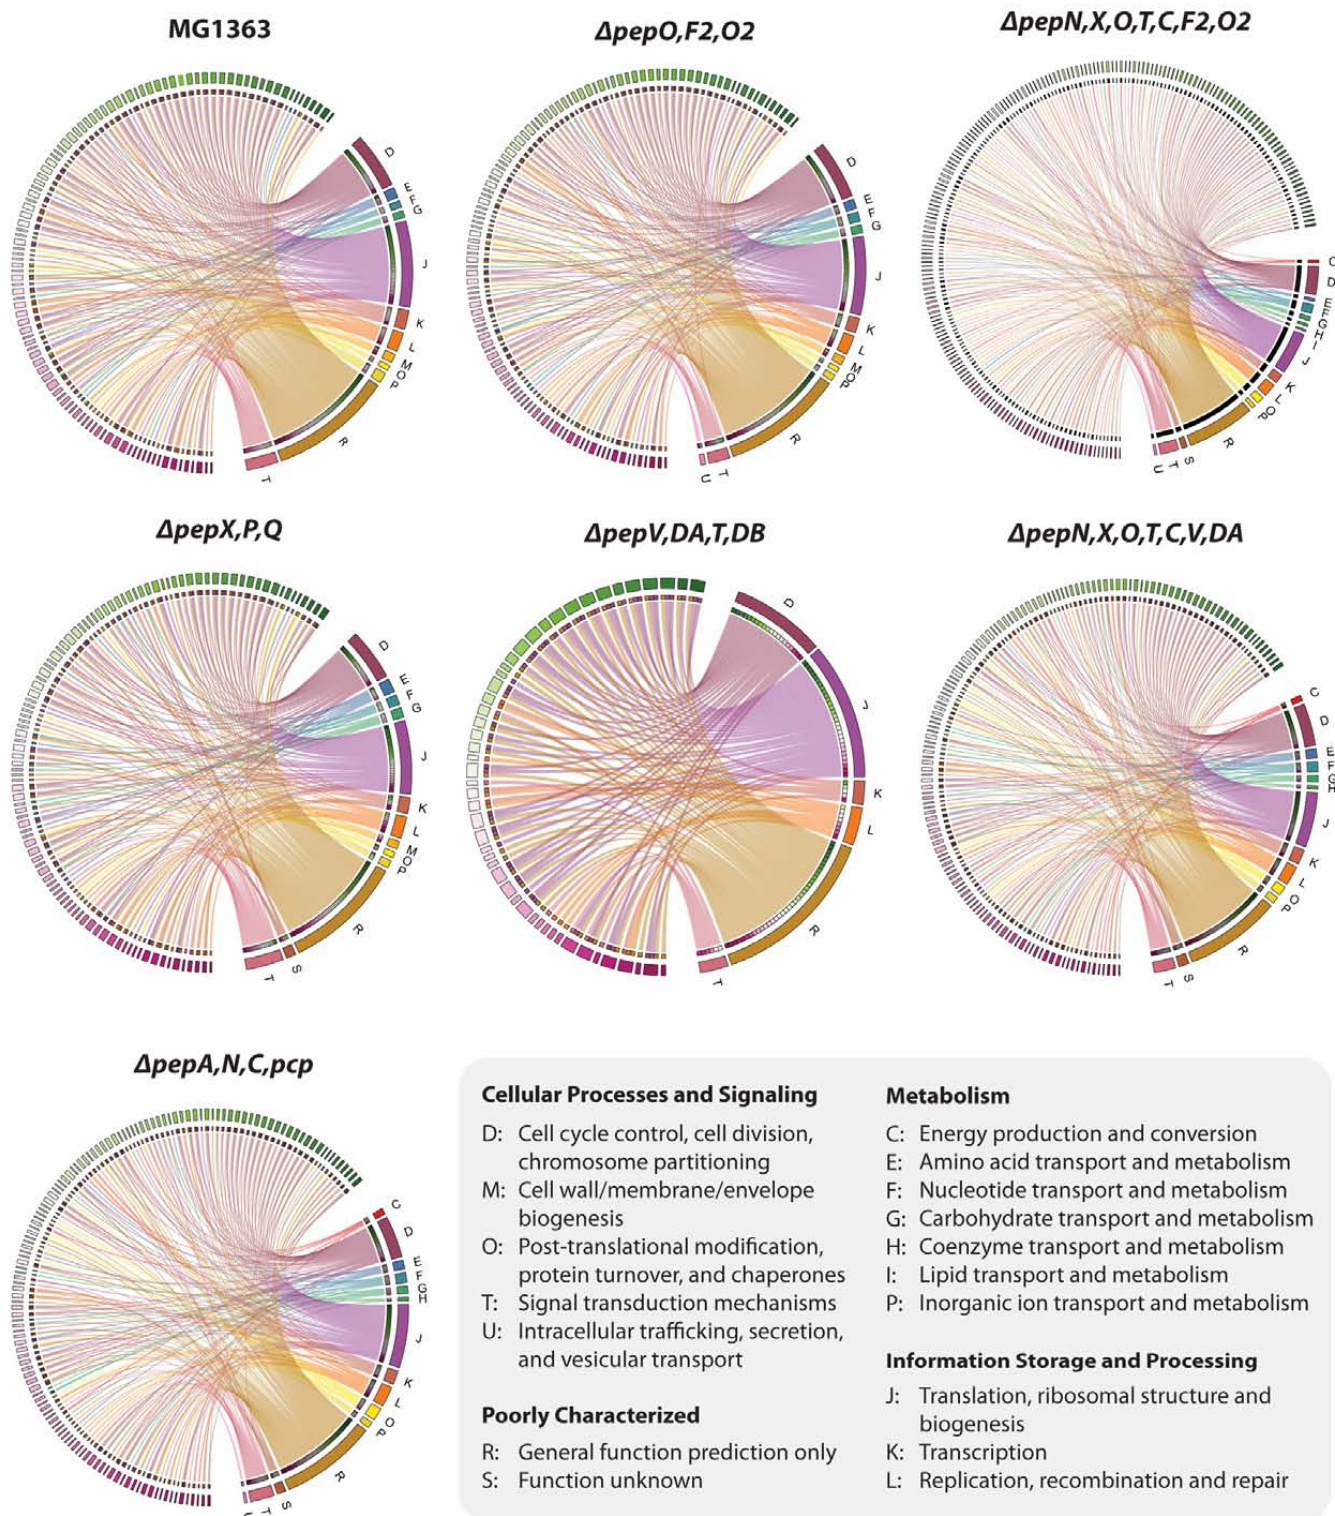 MG1363
ΔpepO,F2,O2
ΔpepN,X,O,T,C,F2,O2
D
E
F
G
J
K
L
M
O
P
R
T
D
E
F
G
J
K
L
M
O
P
R
T
U
C
D
E
F
G
H
I
J
K
L
O
P
R
S
T
U
ΔpepX,P,Q
ΔpepV,DA,T,DB
ΔpepN,X,O,T,C,V,DA
D
E
F
G
J
K
L
M
O
P
R
S
T
D
J
K
L
R
T
C
D
E
F
G
H
J
K
L
O
P
R
S
T
ΔpepA,N,C,pcp
C
D
E
F
G
H
J
K
L
O
P
R
S
T
Cellular Processes and Signaling
D: Cell cycle control, cell division,
chromosome partitioning
M: Cell wall/membrane/envelope
biogenesis
O: Post-translational modification,
protein turnover, and chaperones
T: Signal transduction mechanisms
U: Intracellular trafficking, secretion,
and vesicular transport
Poorly Characterized
R: General function prediction only
S: Function unknown
Metabolism
C: Energy production and conversion
E: Amino acid transport and metabolism
F: Nucleotide transport and metabolism
G: Carbohydrate transport and metabolism
H: Coenzyme transport and metabolism
I: Lipid transport and metabolism
P: Inorganic ion transport and metabolism
Information Storage and Processing
J: Translation, ribosomal structure and
biogenesis
K: Transcription
L: Replication, recombination and repair